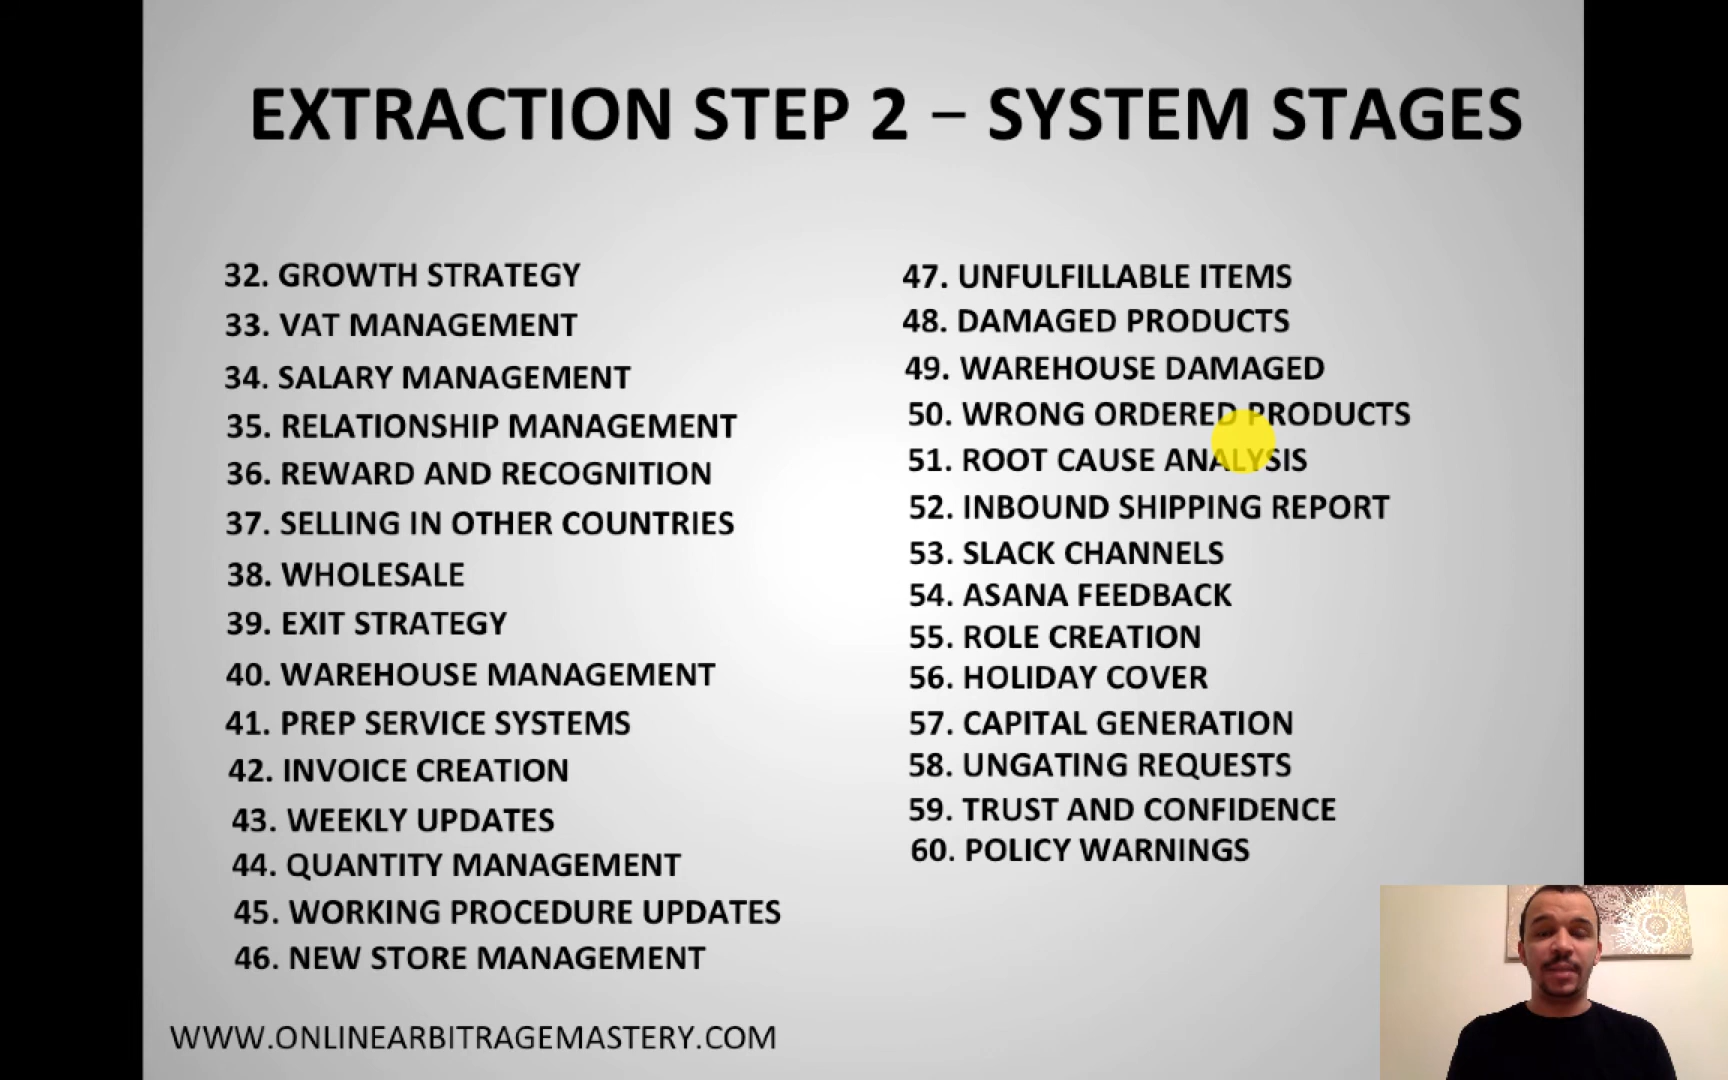 EXTRACTION STEP 2 – SYSTEM STAGES
32. GROWTH STRATEGY
33. VAT MANAGEMENT
34. SALARY MANAGEMENT
35. RELATIONSHIP MANAGEMENT
36. REWARD AND RECOGNITION
37. SELLING IN OTHER COUNTRIES
38. WHOLESALE
39. EXIT STRATEGY
40. WAREHOUSE MANAGEMENT
41. PREP SERVICE SYSTEMS
42. INVOICE CREATION
43. WEEKLY UPDATES
44. QUANTITY MANAGEMENT
45. WORKING PROCEDURE UPDATES
46. NEW STORE MANAGEMENT
47. UNFULFILLABLE ITEMS
48. DAMAGED PRODUCTS
49. WAREHOUSE DAMAGED
50. WRONG ORDERED PRODUCTS
51. ROOT CAUSE ANALYSIS
52. INBOUND SHIPPING REPORT
53. SLACK CHANNELS
54. ASANA FEEDBACK
55. ROLE CREATION
56. HOLIDAY COVER
57. CAPITAL GENERATION
58. UNGATING REQUESTS
59. TRUST AND CONFIDENCE
60. POLICY WARNINGS
WWW.ONLINEARBITRAGEMASTERY.COM